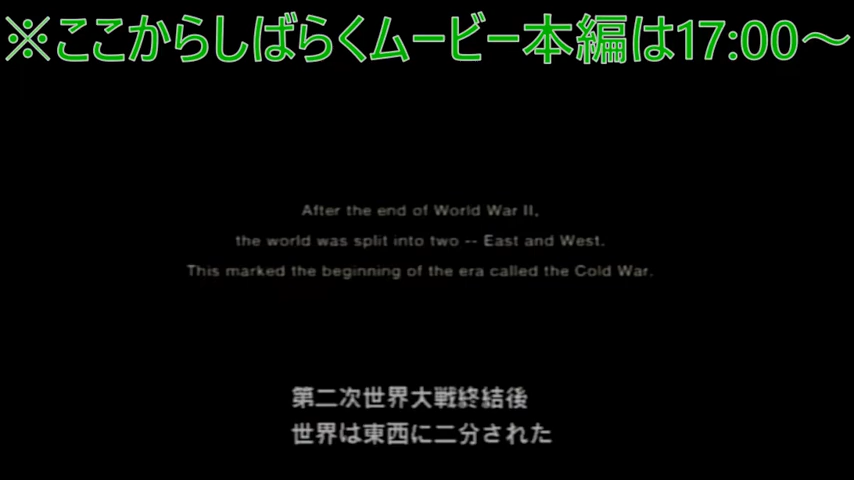 ※ここからしばらくムービー本編は17:00～
After the end of World War II,
the world was split into two -- East and West.
This marked the beginning of the era called the Cold War.
第二次世界大戦終結後
世界は東西に二分された